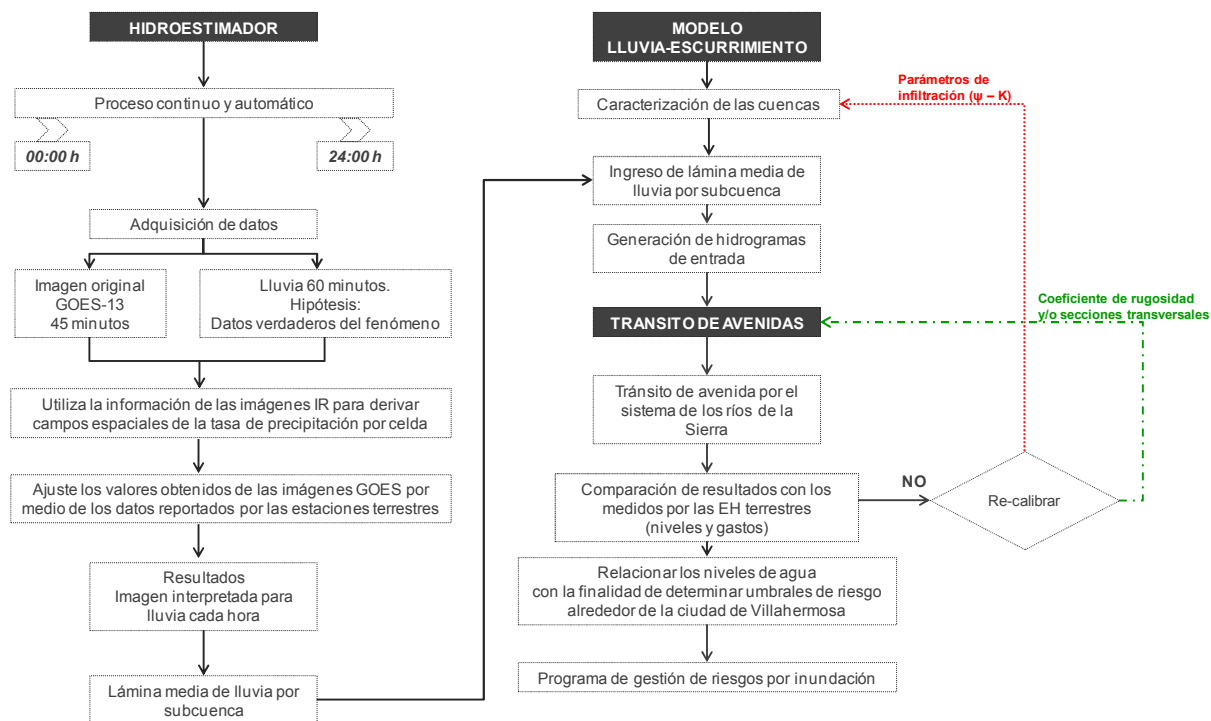 HIDROESTIMADOR
Proceso continuo y automático
00:00 h
24:00 h
Adquisición de datos
Imagen original
GOES-13
45 minutos
Lluvia 60 minutos.
Hipótesis:
Datos verdaderos del fenómeno
Utiliza la información de las imágenes IR para derivar
campos espaciales de la tasa de precipitación por celda
Ajuste los valores obtenidos de las imágenes GOES por
medio de los datos reportados por las estaciones terrestres
Resultados
Imagen interpretada para
lluvia cada hora
Lámina media de lluvia por
subcuenca
MODELO
LLUVIA-ESCURRIMIENTO
Caracterización de las cuencas
Ingreso de lámina media de
lluvia por subcuenca
Generación de hidrogramas
de entrada
TRANSITO DE AVENIDAS
Tránsito de avenida por el
sistema de los ríos de la
Sierra
Comparación de resultados con los
medidos por las EH terrestres
(niveles y gastos)
NO
Re-calibrar
Parámetros de
infiltración (ψ – K)
Coeficiente de rugosidad
y/o secciones transversales
Relacionar los niveles de agua
con la finalidad de determinar umbrales de riesgo
alrededor de la ciudad de Villahermosa
Programa de gestión de riesgos por inundación